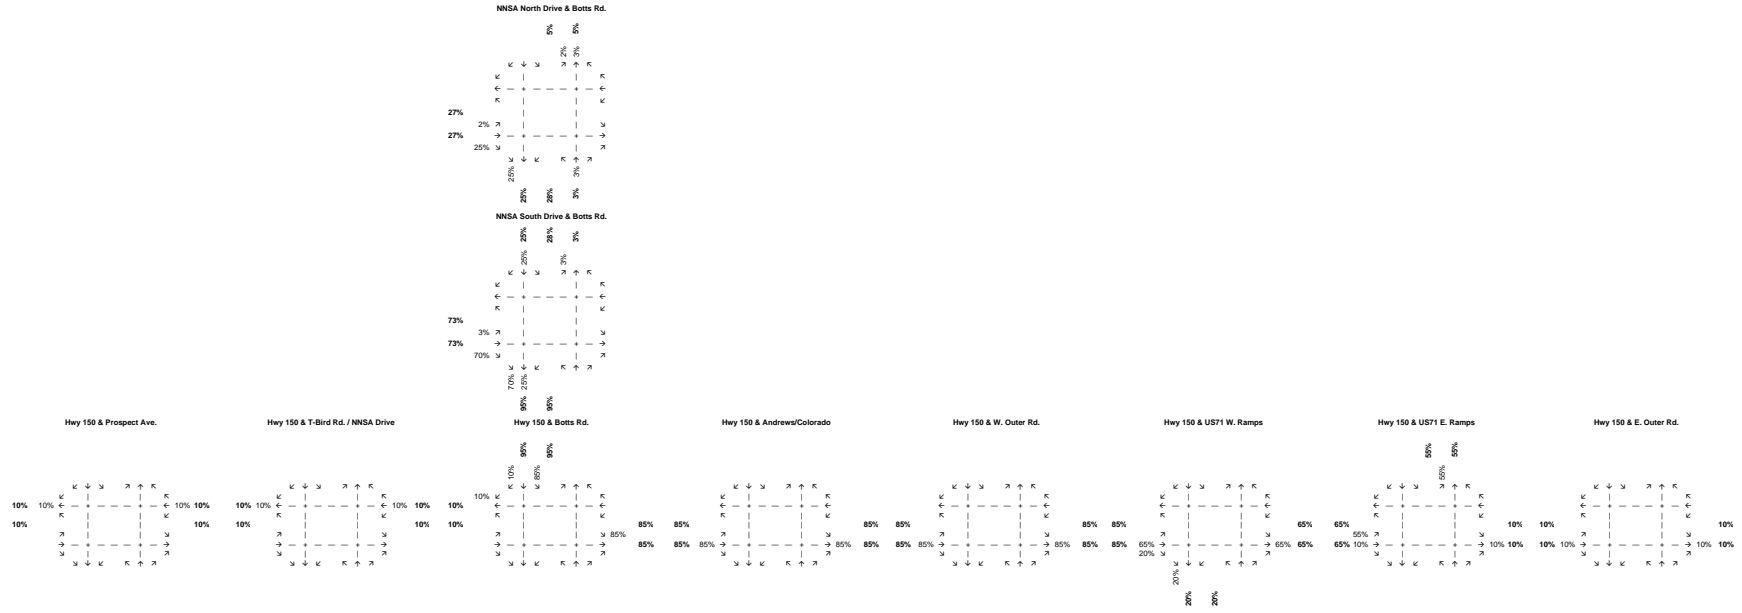 NNSA North Drive & Botts Rd.
5% 5%
2% 3%
27%
2%
27%
25%
25% 3%
25% 28% 3%
NNSA South Drive & Botts Rd.
25% 28% 3%
25% 3%
73%
3%
73%
70%
70% 25%
95% 95%
Hwy 150 & Prospect Ave. Hwy 150 & T-Bird Rd. / NNSA Drive Hwy 150 & Botts Rd. Hwy 150 & Andrews/Colorado Hwy 150 & W. Outer Rd. Hwy 150 & US71 W. Ramps Hwy 150 & US71 E. Ramps Hwy 150 & E. Outer Rd.
95% 95% 55% 55%
10% 85% 55%
10%
10% 10% 10% 10% 10% 10% 10% 10% 10%
10% 10% 10% 10% 10% 85% 85% 85% 85% 85% 85% 65% 65% 10% 10% 10%
85% 55%
85% 85% 85% 85% 85% 85% 85% 85% 85% 85% 65% 65% 65% 65% 10% 10% 10% 10% 10% 10% 10%
20%
20%
20% 20%